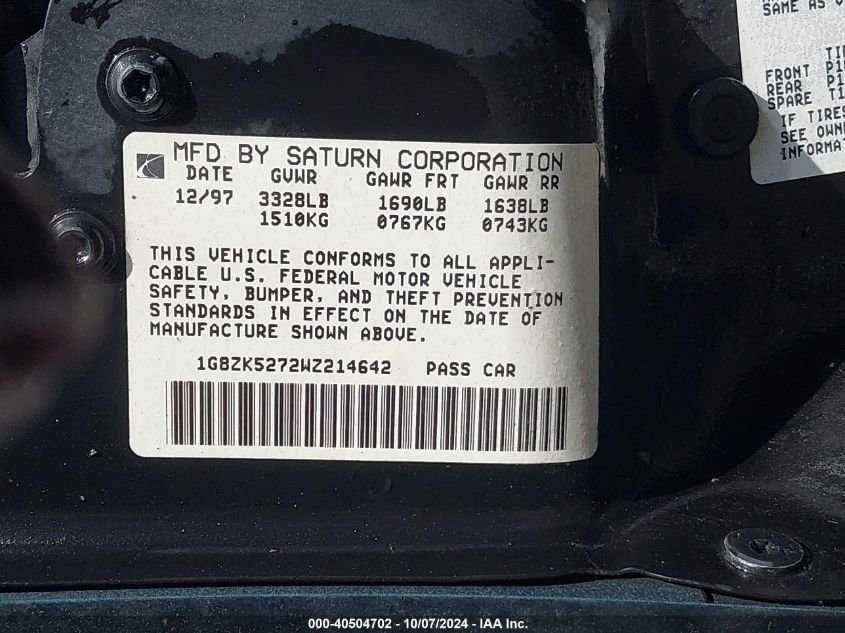 MFD BY SATURN CORPORATION
DATE GVWR GAWR FRT GAWR RR
12/97 3328LB 1690LB 1638LB
1510KG 0767KG 0743KG
THIS VEHICLE CONFORMS TO ALL APPLI-
CABLE U.S. FEDERAL MOTOR VEHICLE
SAFETY, BUMPER, AND THEFT PREVENTION
STANDARDS IN EFFECT ON THE DATE OF
MANUFACTURE SHOWN ABOVE.
1G8ZK5272WZ214642 PASS CAR
SAME AS
FRONT
REAR
SPARE
IF TIRES
SEE
000-40504702 - 10/07/2024 - IAA Inc.